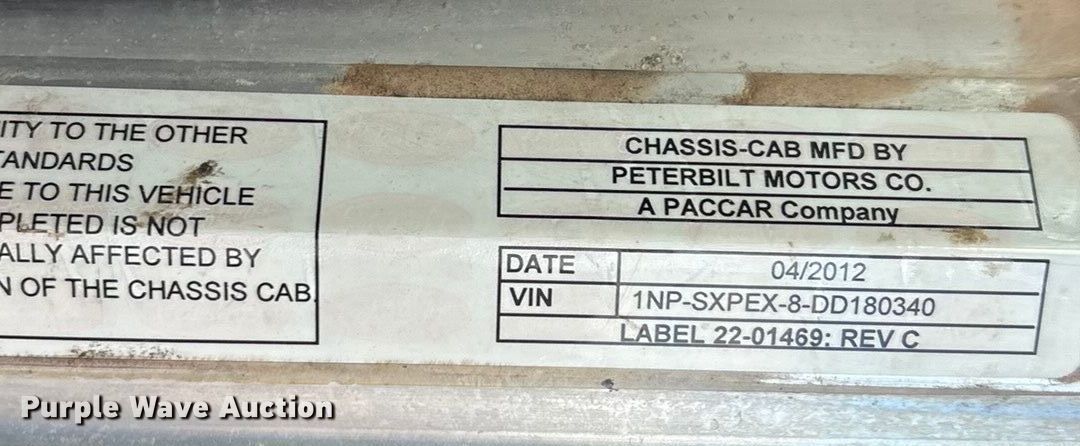 ITY TO THE OTHER
TANDARDS
E TO THIS VEHICLE
PLETED IS NOT
ALLY AFFECTED BY
N OF THE CHASSIS CAB.
CHASSIS-CAB MFD BY
PETERBILT MOTORS CO.
A PACCAR Company
DATE 04/2012
VIN 1NP-SXPEX-8-DD180340
LABEL 22-01469: REV C
Purple Wave Auction